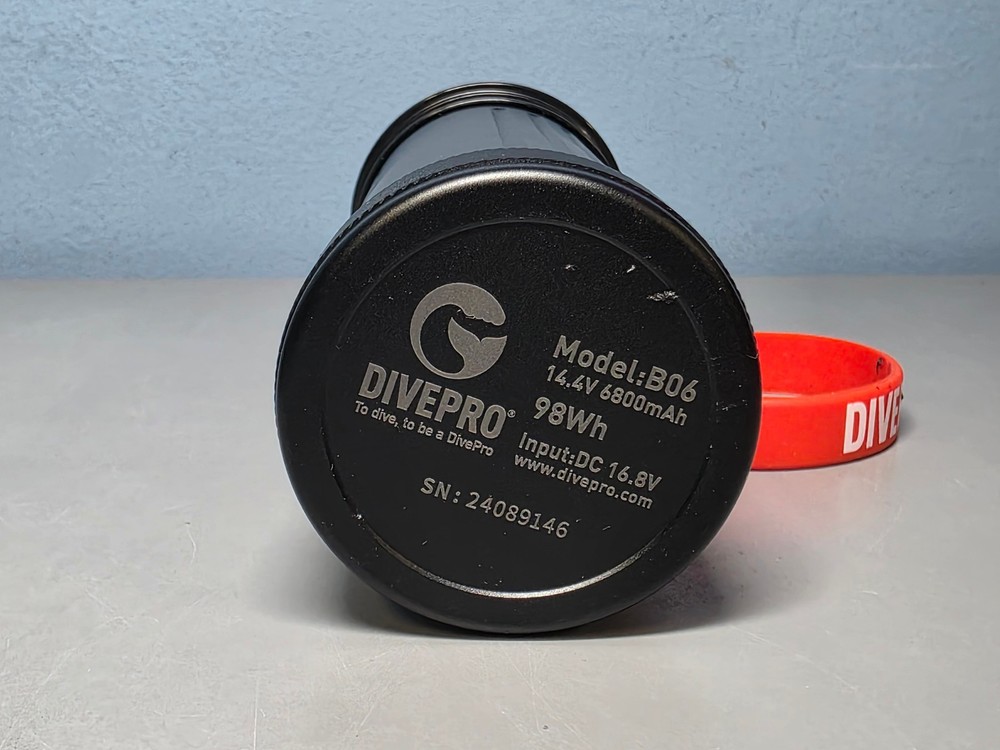 DIVEPRO®
To dive, to be a DivePro
Model:B06
14.4V 6800mAh
98Wh
Input:DC 16.8V
www.divepro.com
SN:24089146
DIVE